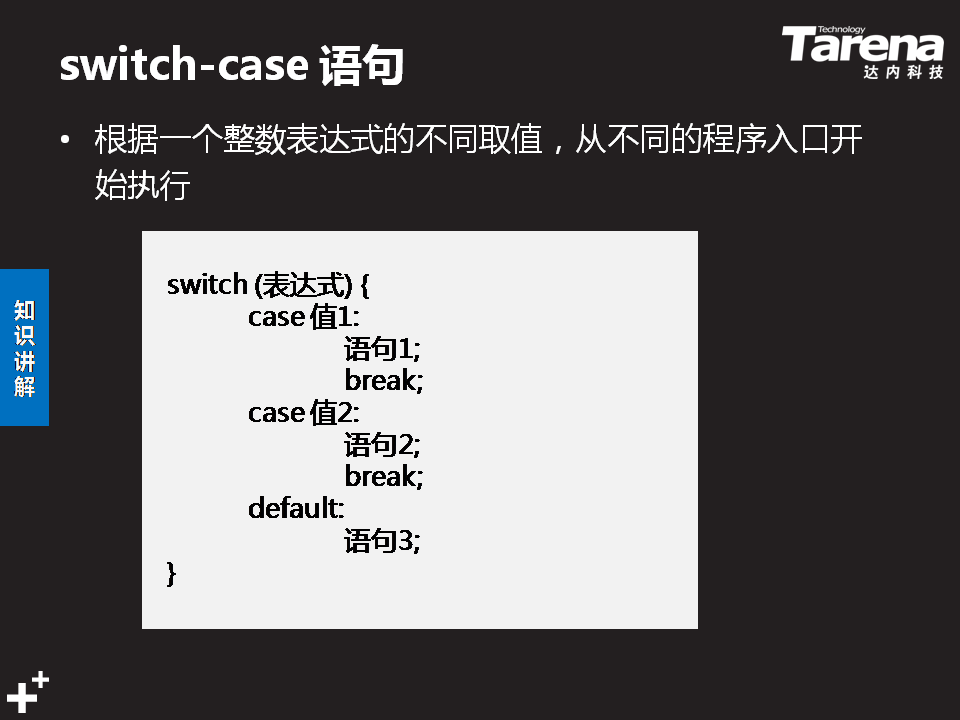 switch-case 语句
Technology
Tarena
达内科技
• 根据一个整数表达式的不同取值，从不同的程序入口开
始执行
知识讲解
switch (表达式) {
case 值1:
语句1;
break;
case 值2:
语句2;
break;
default:
语句3;
}